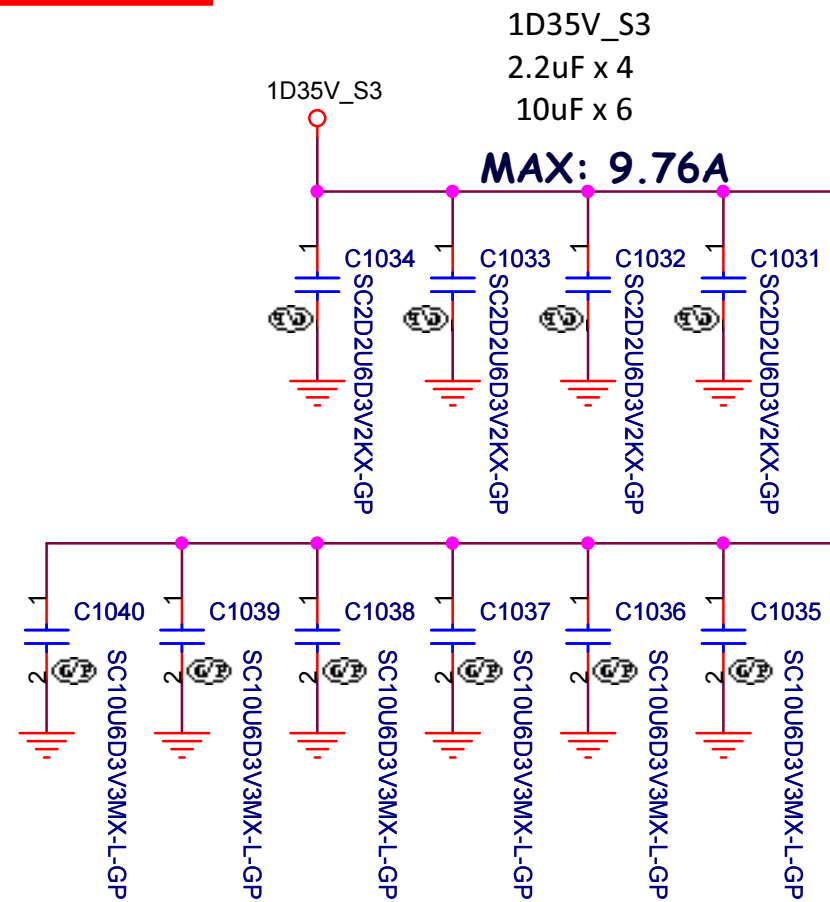 1D35V_S3
2.2uF x 4
10uF x 6
1D35V_S3
MAX: 9.76A
1
C1034
SC2D2U6D3V2KX-GP
1
C1033
SC2D2U6D3V2KX-GP
1
C1032
SC2D2U6D3V2KX-GP
1
C1031
SC2D2U6D3V2KX-GP
1
C1040
2
G/P
SC10U6D3V3MX-L-GP
1
C1039
2
G/P
SC10U6D3V3MX-L-GP
1
C1038
2
G/P
SC10U6D3V3MX-L-GP
1
C1037
2
G/P
SC10U6D3V3MX-L-GP
1
C1036
2
G/P
SC10U6D3V3MX-L-GP
1
C1035
2
G/P
SC10U6D3V3MX-L-GP